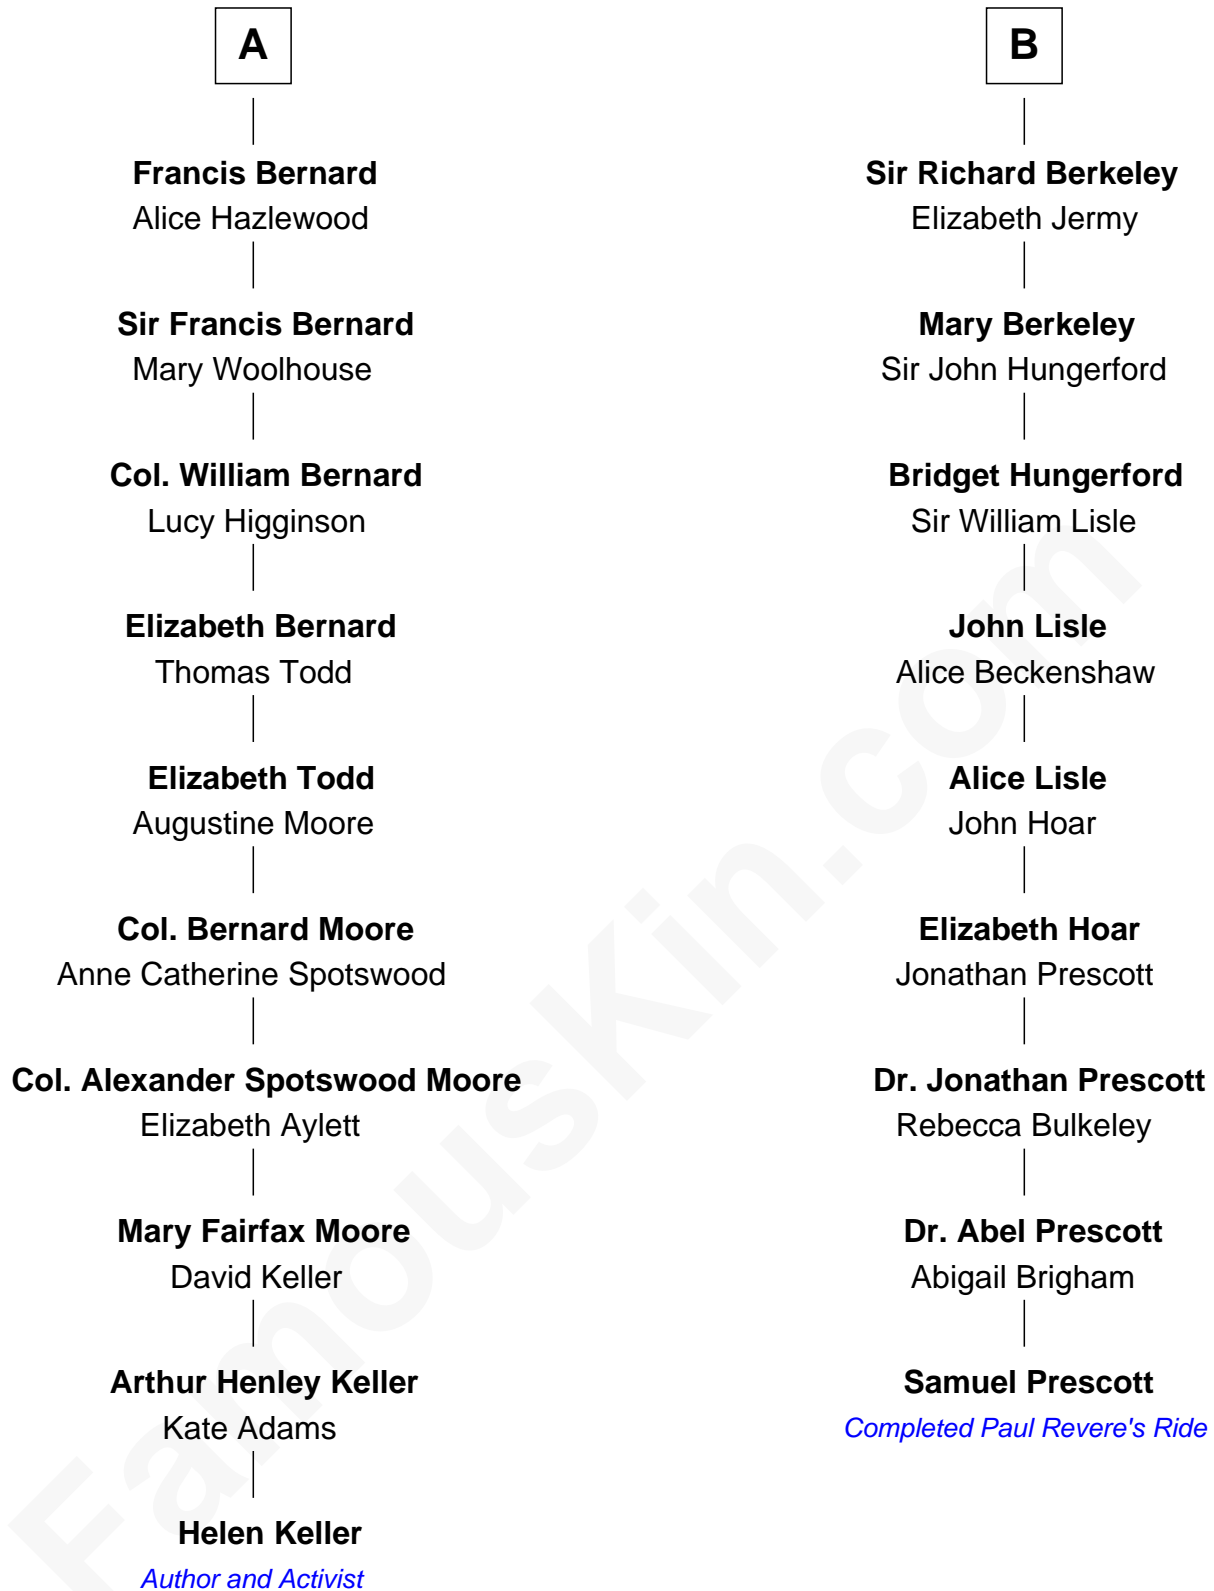 A
Francis Bernard
Alice Hazlewood
Sir Francis Bernard
Mary Woolhouse
Col. William Bernard
Lucy Higginson
Elizabeth Bernard
Thomas Todd
Elizabeth Todd
Augustine Moore
Col. Bernard Moore
Anne Catherine Spotswood
Col. Alexander Spotswood Moore
Elizabeth Aylett
Mary Fairfax Moore
David Keller
Arthur Henley Keller
Kate Adams
Helen Keller
Author and Activist
B
Sir Richard Berkeley
Elizabeth Jermy
Mary Berkeley
Sir John Hungerford
Bridget Hungerford
Sir William Lisle
John Lisle
Alice Beckenshaw
Alice Lisle
John Hoar
Elizabeth Hoar
Jonathan Prescott
Dr. Jonathan Prescott
Rebecca Bulkeley
Dr. Abel Prescott
Abigail Brigham
Samuel Prescott
Completed Paul Revere's Ride
FamousKin.com